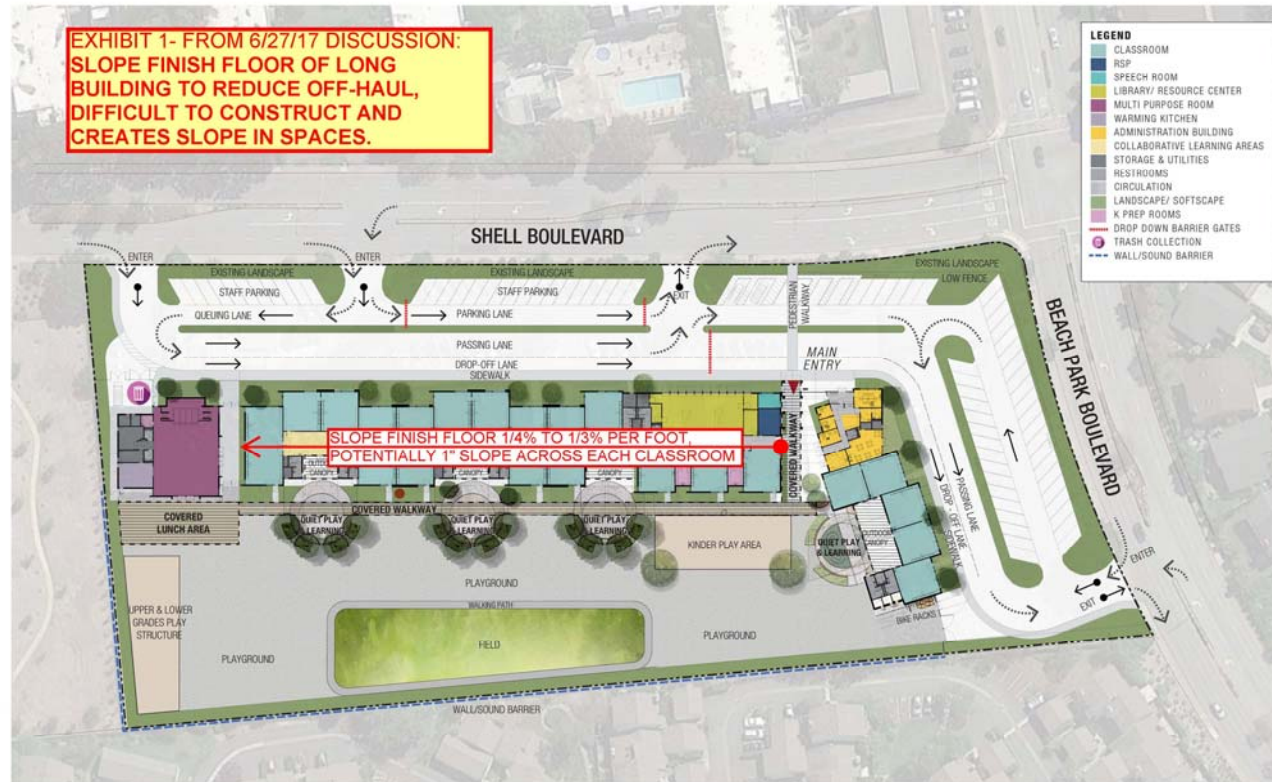 EXHIBIT 1- FROM 6/27/17 DISCUSSION:
SLOPE FINISH FLOOR OF LONG
BUILDING TO REDUCE OFF-HAUL,
DIFFICULT TO CONSTRUCT AND
CREATES SLOPE IN SPACES.
LEGEND
CLASSROOM
RSP
SPEECH ROOM
LIBRARY/ RESOURCE CENTER
MULTI PURPOSE ROOM
WARMING KITCHEN
ADMINISTRATION BUILDING
COLLABORATIVE LEARNING AREAS
STORAGE & UTILITIES
RESTROOMS
CIRCULATION
LANDSCAPE/ SOFTSCAPE
K PREP ROOMS
DROP DOWN BARRIER GATES
TRASH COLLECTION
WALL/SOUND BARRIER
SHELL BOULEVARD
ENTER
ENTER
EXISTING LANDSCAPE
EXISTING LANDSCAPE
EXISTING LANDSCAPE
STAFF PARKING
STAFF PARKING
EXIT
LOW FENCE
QUEUING LANE
PARKING LANE
PEDESTRIAN
WALKWAY
PASSING LANE
DROP-OFF LANE
SIDEWALK
MAIN
ENTRY
BEACH PARK BOULEVARD
SLOPE FINISH FLOOR 1/4% TO 1/3% PER FOOT,
POTENTIALLY 1" SLOPE ACROSS EACH CLASSROOM
CANOPY
CANOPY
CANOPY
COVERED WALKWAY
PASSING LANE
DROP - OFF LANE
SIDEWALK
COVERED WALKWAY
COVERED
LUNCH AREA
QUIET PLAY
& LEARNING
QUIET PLAY
& LEARNING
QUIET PLAY
& LEARNING
KINDER PLAY AREA
QUIET PLAY
& LEARNING
OUTDOOR
CANOPY
ENTER
EXIT
BIKE RACKS
PLAYGROUND
UPPER & LOWER
GRADES PLAY
STRUCTURE
WALKING PATH
FIELD
PLAYGROUND
PLAYGROUND
WALL/SOUND BARRIER